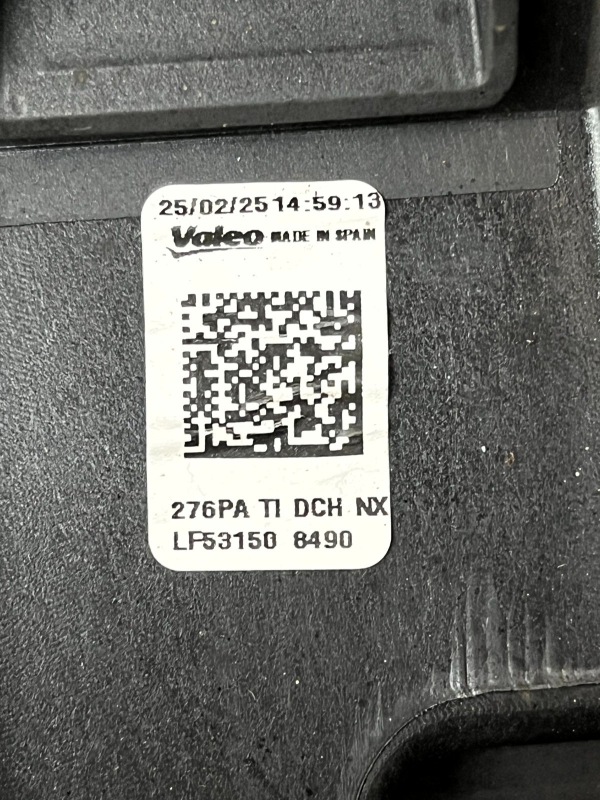 25/02/25 14:59:13
Valeo MADE IN SPAIN
276PA TI DCH NX
LF53150 8490